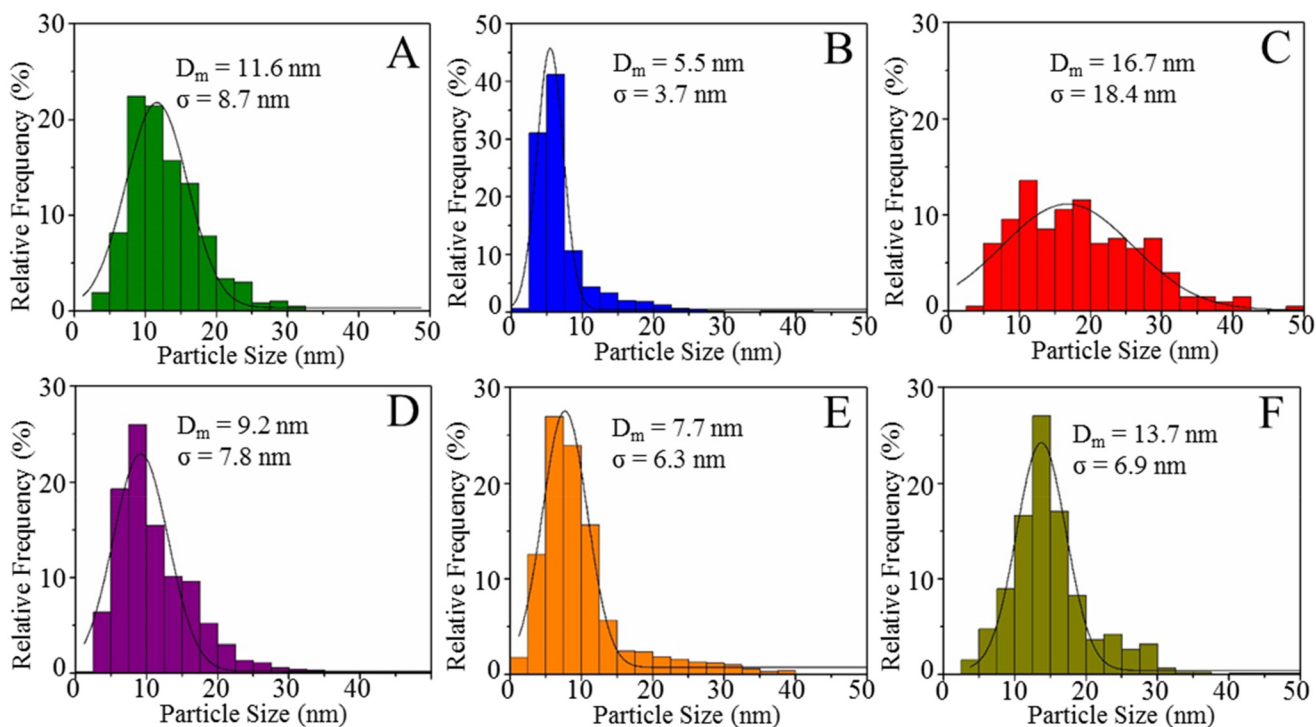 A
D_m = 11.6 nm
σ = 8.7 nm
Relative Frequency (%)
30
20
10
0
0 10 20 30 40 50
Particle Size (nm)
B
D_m = 5.5 nm
σ = 3.7 nm
Relative Frequency (%)
50
40
30
20
10
0
0 10 20 30 40 50
Particle Size (nm)
C
D_m = 16.7 nm
σ = 18.4 nm
Relative Frequency (%)
30
20
10
0
0 10 20 30 40 50
Particle Size (nm)
D
D_m = 9.2 nm
σ = 7.8 nm
Relative Frequency (%)
30
20
10
0
0 10 20 30 40
Particle Size (nm)
E
D_m = 7.7 nm
σ = 6.3 nm
Relative Frequency (%)
30
20
10
0
0 10 20 30 40 50
Particle Size (nm)
F
D_m = 13.7 nm
σ = 6.9 nm
Relative Frequency (%)
30
20
10
0
0 10 20 30 40 50
Particle Size (nm)